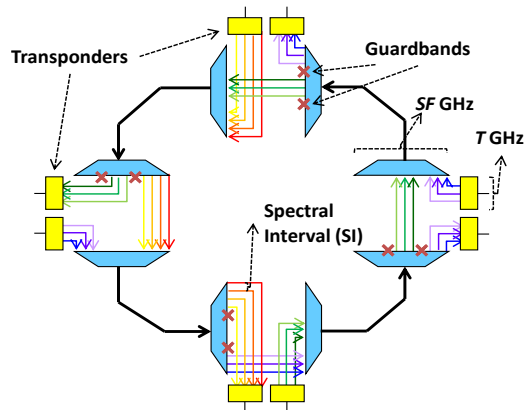 Transponders
Guardbands
SF GHz
T GHz
Spectral
Interval (SI)